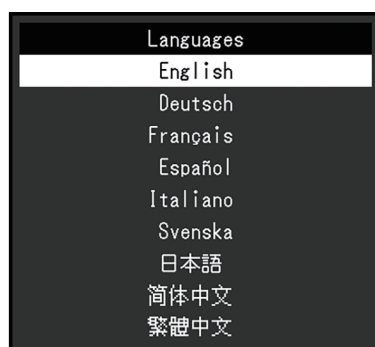 Languages
English
Deutsch
Français
Español
Italiano
Svenska
日本語
简体中文
繁體中文